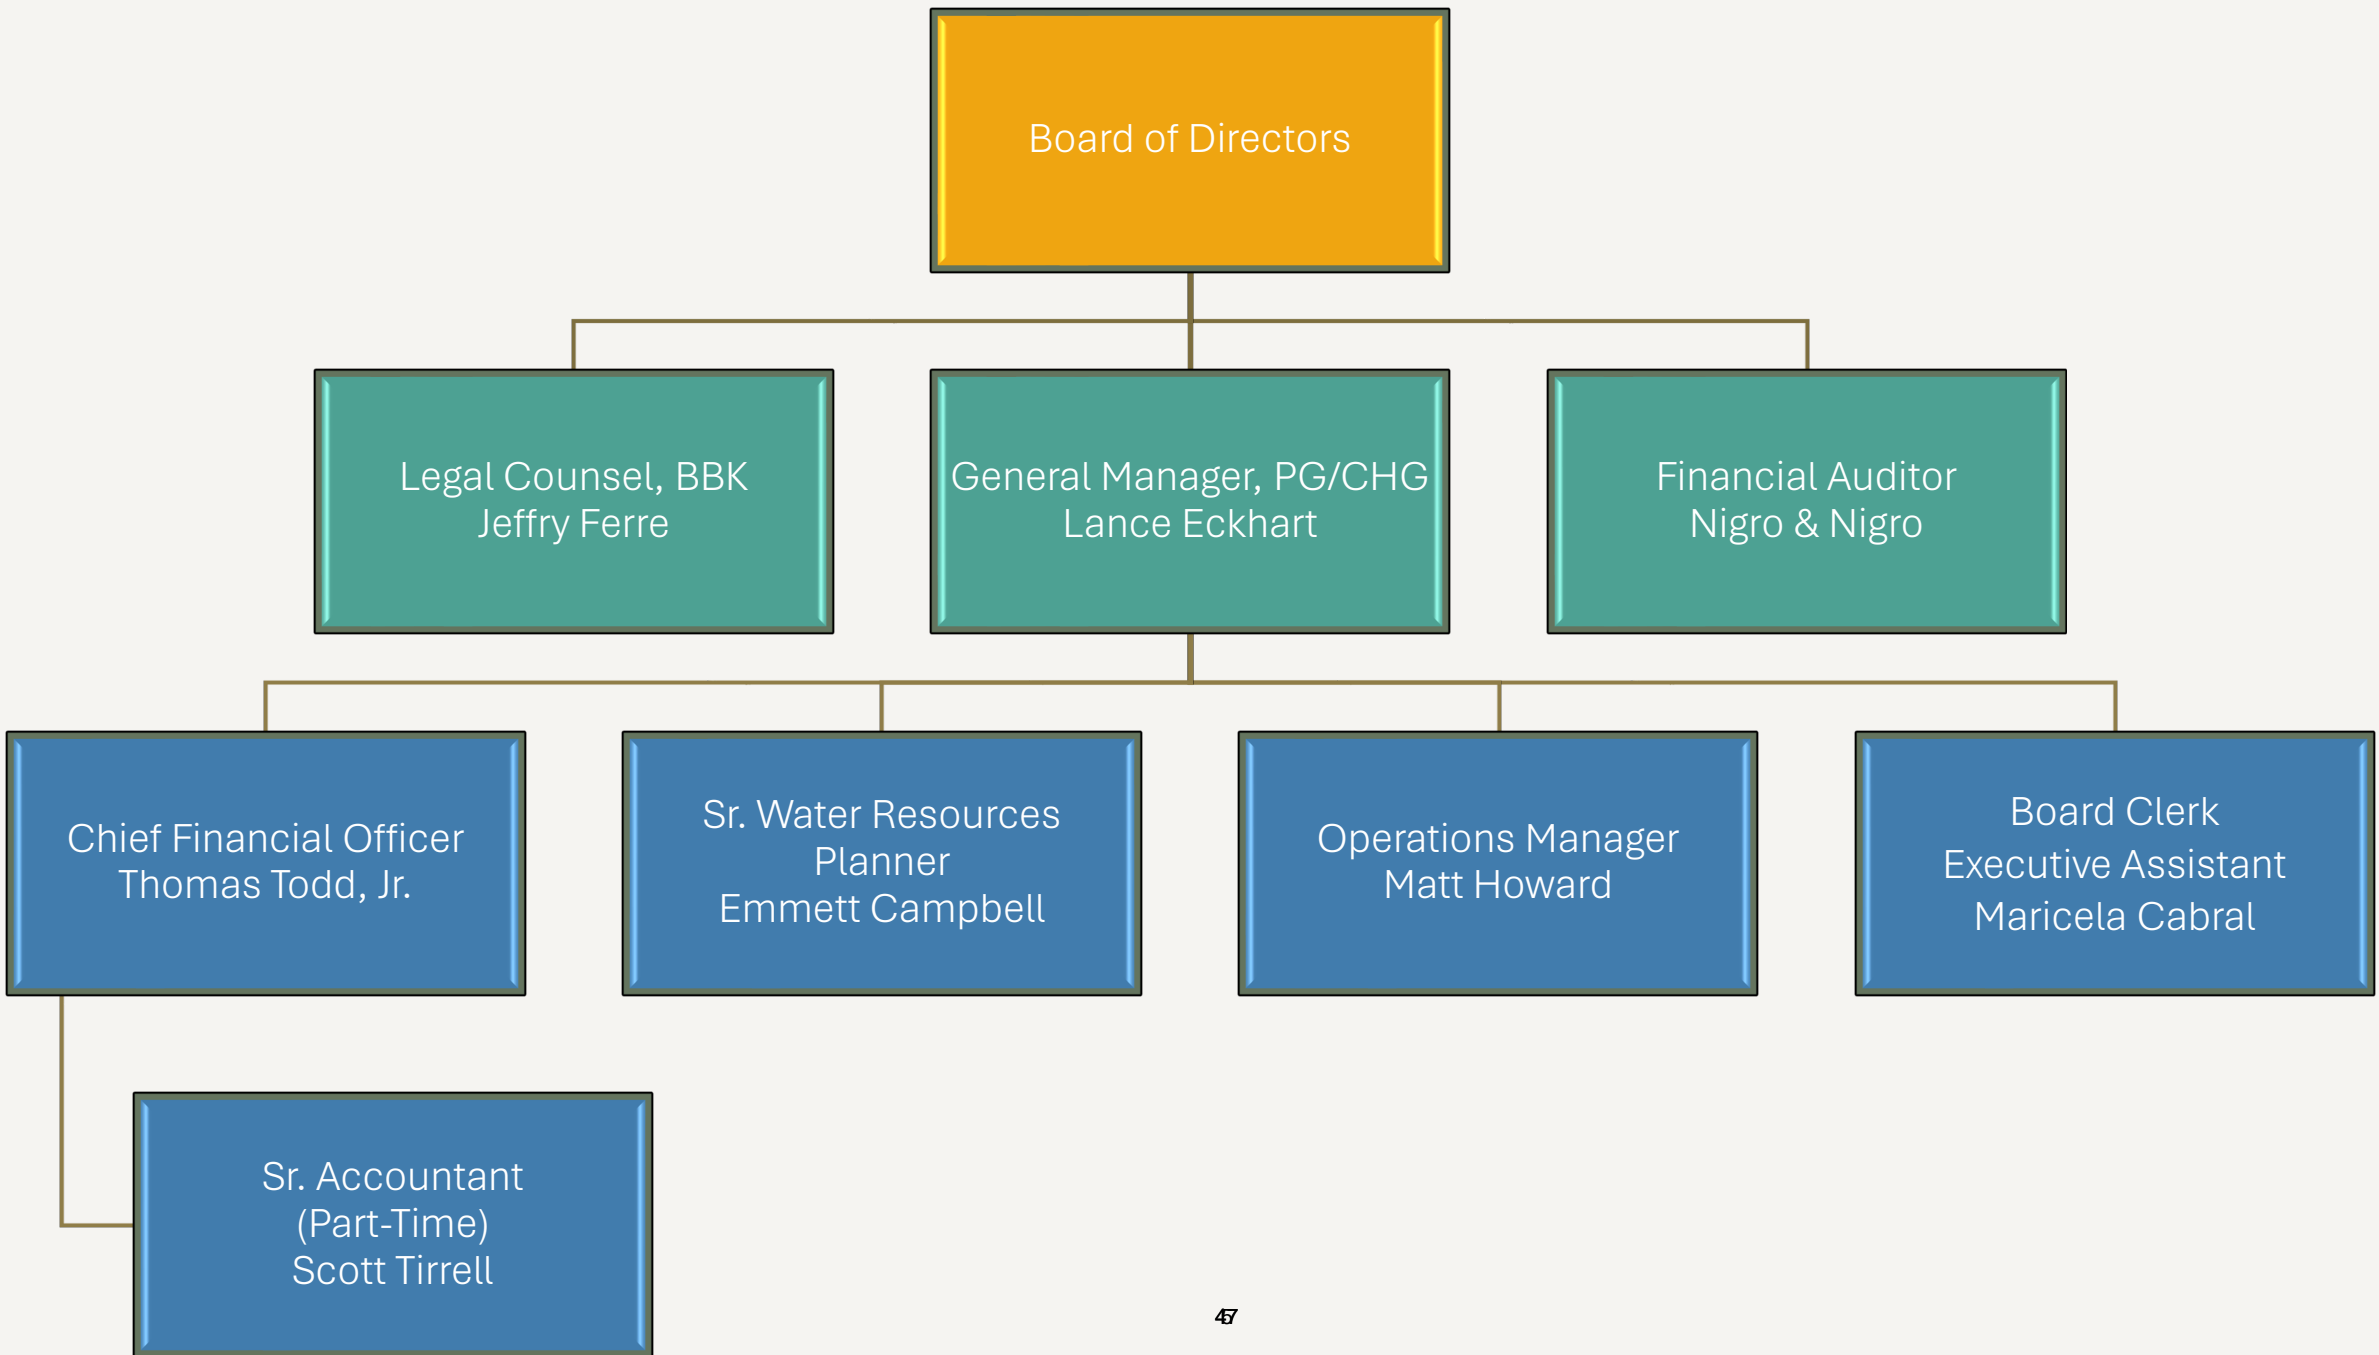 Board of Directors
Legal Counsel, BBK
Jeffry Ferre
General Manager, PG/CHG
Lance Eckhart
Financial Auditor
Nigro & Nigro
Chief Financial Officer
Thomas Todd, Jr.
Sr. Water Resources
Planner
Emmett Campbell
Operations Manager
Matt Howard
Board Clerk
Executive Assistant
Maricela Cabral
Sr. Accountant
(Part-Time)
Scott Tirrell